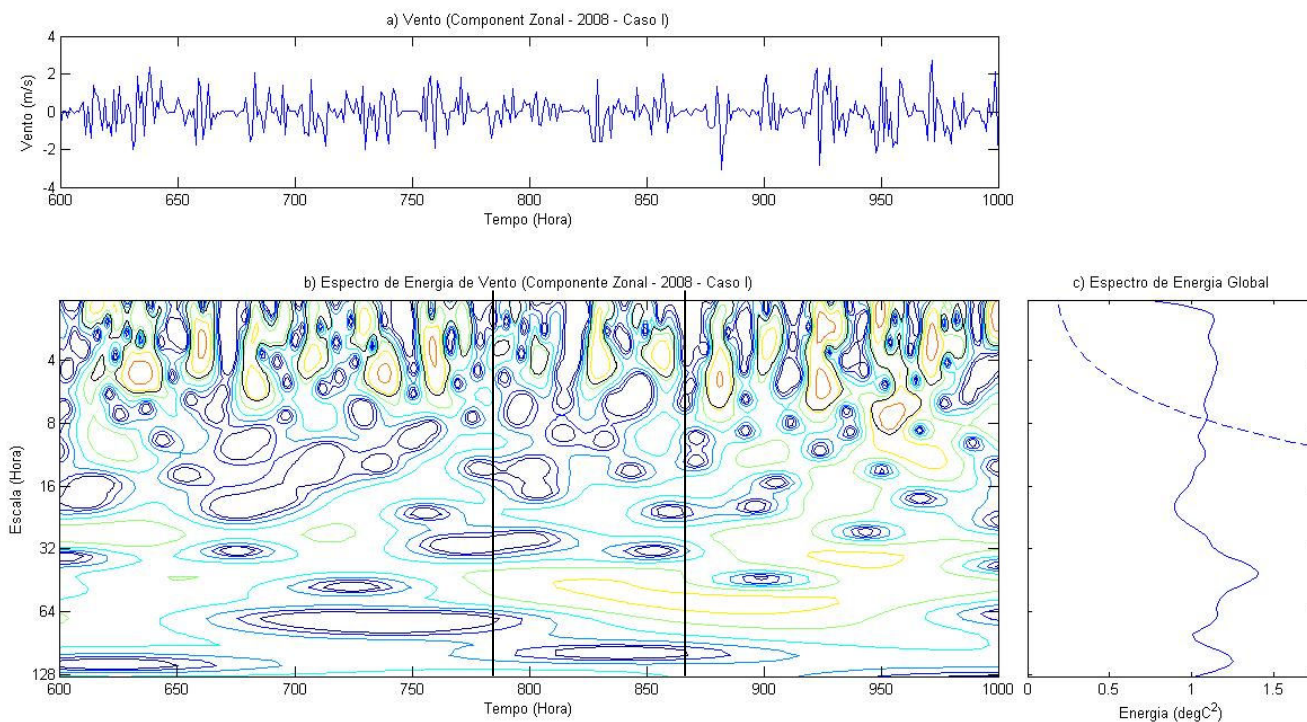 a) Vento (Component Zonal - 2008 - Caso I)
4
2
0
-2
-4
Vento (m/s)
600 650 700 750 800 850 900 950 1000
Tempo (Hora)
b) Espectro de Energia de Vento (Componente Zonal - 2008 - Caso I)
4
8
16
32
64
128
Escala (Hora)
600 650 700 750 800 850 900 950 1000
Tempo (Hora)
c) Espectro de Energia Global
0 0.5 1 1.5
Energia (degC²)